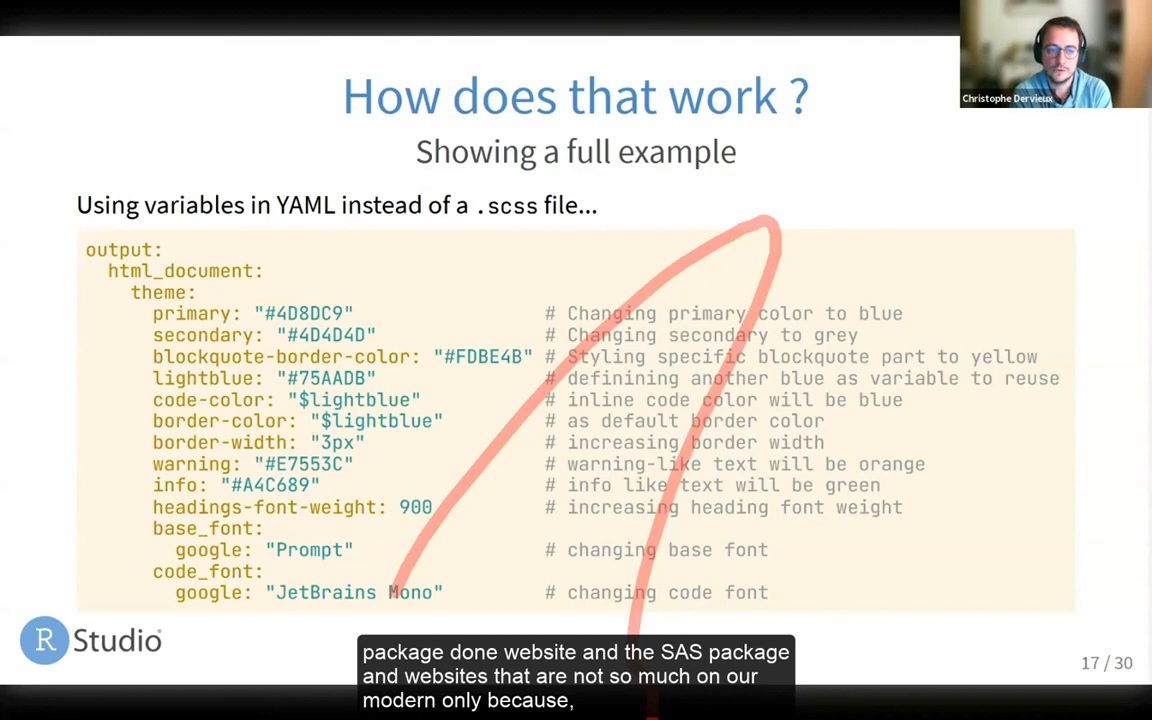 How does that work ?
Christophe Dervieux
Showing a full example
Using variables in YAML instead of a .scss file...
output:
html_document:
theme:
primary: "#4D8DC9" # Changing primary color to blue
secondary: "#4D4D4D" # Changing secondary to grey
blockquote-border-color: "#FDBE4B" # Styling specific blockquote part to yellow
lightblue: "#75AADB" # definining another blue as variable to reuse
code-color: "$lightblue" # inline code color will be blue
border-color: "$lightblue" # as default border color
border-width: "3px" # increasing border width
warning: "#E7553C" # warning-like text will be orange
info: "#A4C689" # info like text will be green
headings-font-weight: 900 # increasing heading font weight
base_font:
google: "Prompt" # changing base font
code_font:
google: "JetBrains Mono" # changing code font
R Studio
package done website and the SAS package
and websites that are not so much on our
modern only because,
17 / 30